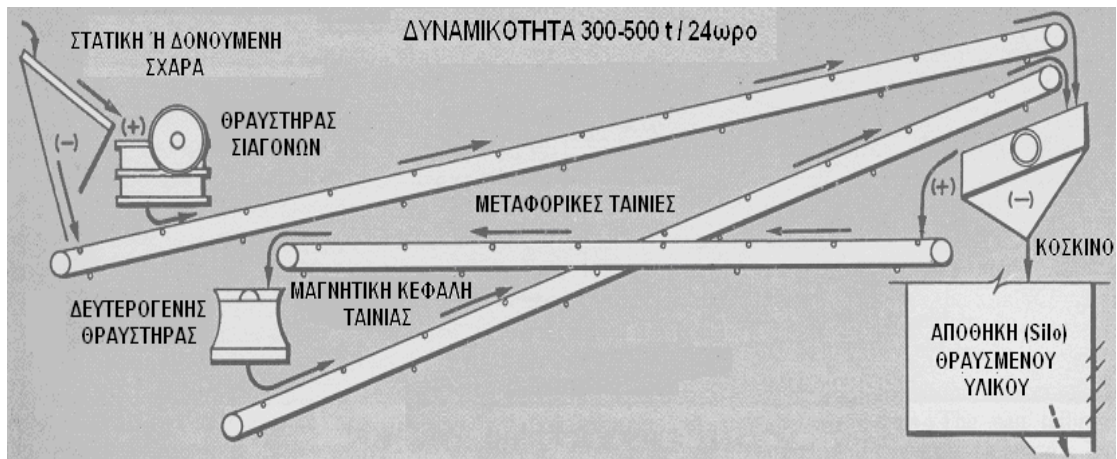 ΔΥΝΑΜΙΚΟΤΗΤΑ 300-500 t / 24ωρο
ΣΤΑΤΙΚΗ Ή ΔΟΝΟΥΜΕΝΗ
ΣΧΑΡΑ
(+)
(−)
ΘΡΑΥΣΤΗΡΑΣ
ΣΙΑΓΟΝΩΝ
ΜΕΤΑΦΟΡΙΚΕΣ ΤΑΙΝΙΕΣ
(+)
(−)
ΚΟΣΚΙΝΟ
ΔΕΥΤΕΡΟΓΕΝΗΣ
ΘΡΑΥΣΤΗΡΑΣ
ΜΑΓΝΗΤΙΚΗ ΚΕΦΑΛΗ
ΤΑΙΝΙΑΣ
ΑΠΟΘΗΚΗ (Silo)
ΘΡΑΥΣΜΕΝΟΥ
ΥΛΙΚΟΥ